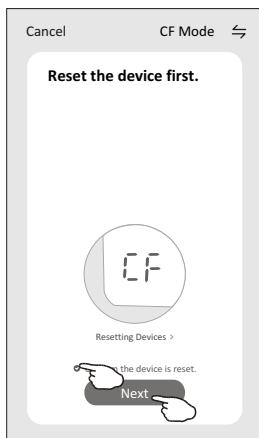 Cancel CF Mode
Reset the device first.
CF
Resetting Devices >
the device is reset.
Next